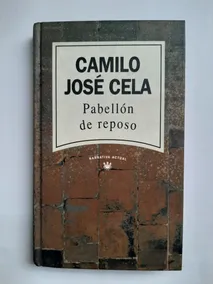 CAMILO
JOSÉ CELA
Pabellón
de reposo
NARRATIVA ACTUAL